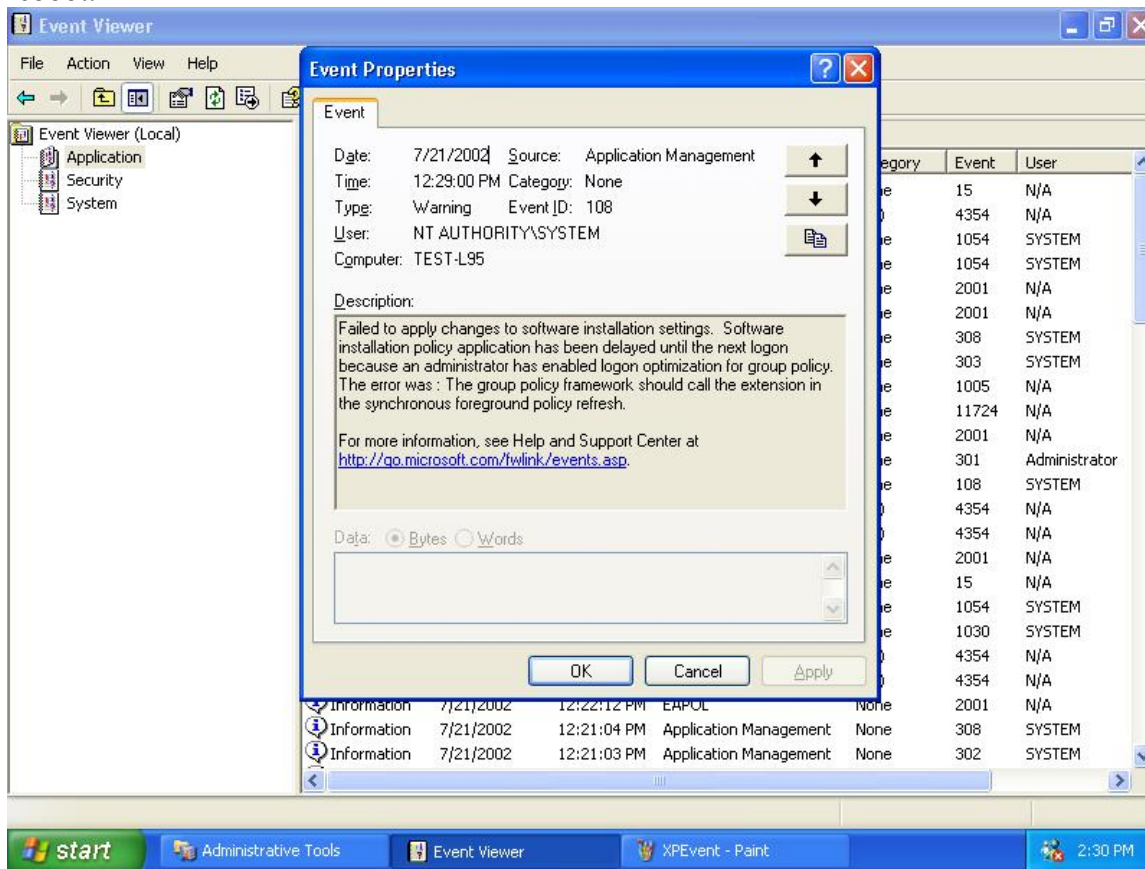 Event Viewer
File Action View Help
Event Viewer (Local)
Application
Security
System
Event Properties
Event
Date: 7/21/2002 Source: Application Management
Time: 12:29:00 PM Category: None
Type: Warning Event ID: 108
User: NT AUTHORITY\SYSTEM
Computer: TEST-L95
Description:
Failed to apply changes to software installation settings. Software
installation policy application has been delayed until the next logon
because an administrator has enabled logon optimization for group policy.
The error was : The group policy framework should call the extension in
the synchronous foreground policy refresh.
For more information, see Help and Support Center at
http://go.microsoft.com/fwlink/events.asp.
Data: Bytes Words
OK Cancel Apply
Event User
15 N/A
4354 N/A
1054 SYSTEM
1054 SYSTEM
2001 N/A
2001 N/A
308 SYSTEM
303 SYSTEM
1005 N/A
11724 N/A
2001 N/A
301 Administrator
108 SYSTEM
4354 N/A
4354 N/A
2001 N/A
15 N/A
1054 SYSTEM
1030 SYSTEM
4354 N/A
4354 N/A
Information 7/21/2002 12:22:12 PM EAPOL None 2001 N/A
Information 7/21/2002 12:21:04 PM Application Management None 308 SYSTEM
Information 7/21/2002 12:21:03 PM Application Management None 302 SYSTEM
start Administrative Tools Event Viewer XPEvent - Paint 2:30 PM